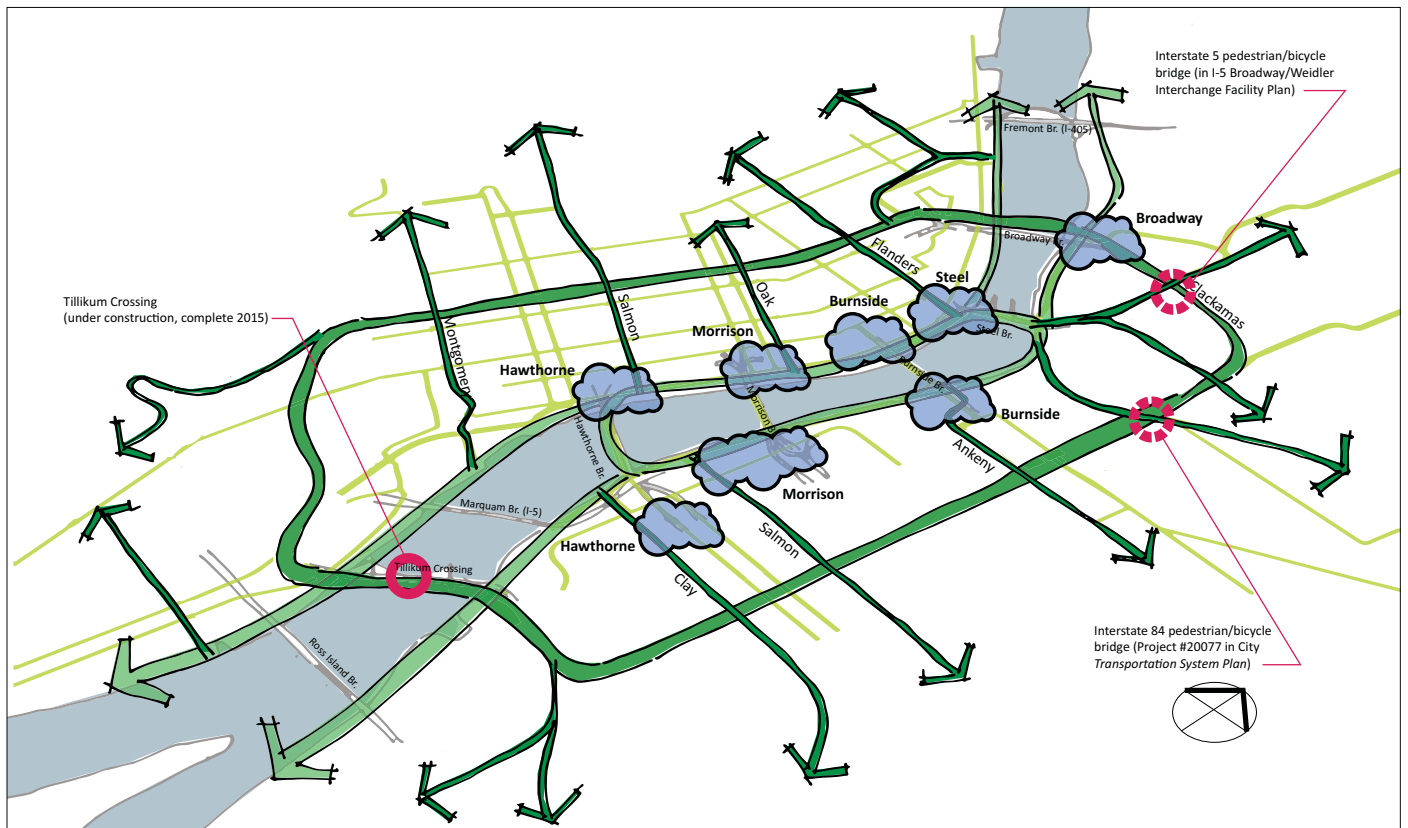 Interstate 5 pedestrian/bicycle
bridge (in I-5 Broadway/Weidler
Interchange Facility Plan)
Fremont Br. (I-405)
Broadway
Broadway Br.
Flanders
Steel
Clackamas
Tillikum Crossing
(under construction, complete 2015)
Salmon
Oak
Burnside
Steel Br.
Montgomery
Morrison
Hawthorne
Burnside Br.
Morrison B
Burnside
Hawthorne Br.
Ankeny
Morrison
Marquam Br. (I-5)
Salmon
Hawthorne
Tillikum Crossing
Clay
Ross Island Br.
Interstate 84 pedestrian/bicycle
bridge (Project #20077 in City
Transportation System Plan)